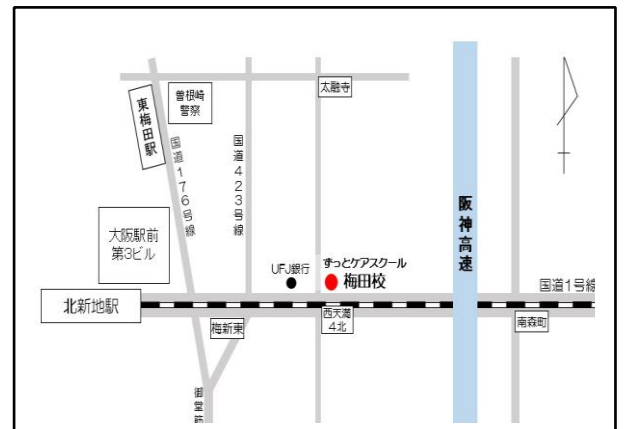 太融寺
曽根崎
警察
東梅田駅
国道176号線
国道423号線
阪神高速
大阪駅前
第3ビル
ずっとケアスクール
UFJ銀行
梅田校
国道1号線
北新地駅
梅新東
西天満
4北
南森町
御堂筋